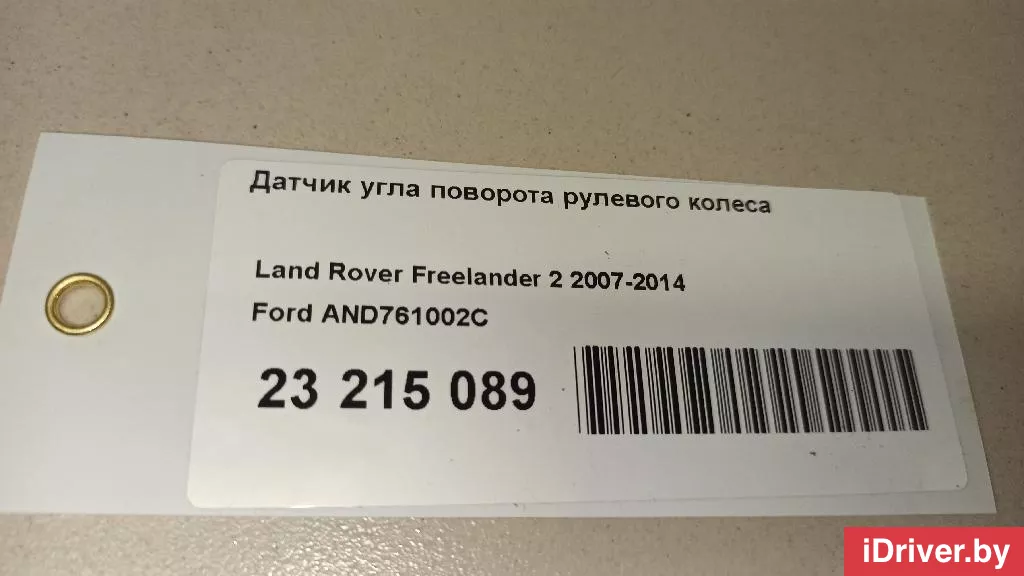 Датчик угла поворота рулевого колеса
Land Rover Freelander 2 2007-2014
Ford AND761002C
23 215 089
iDriver.by